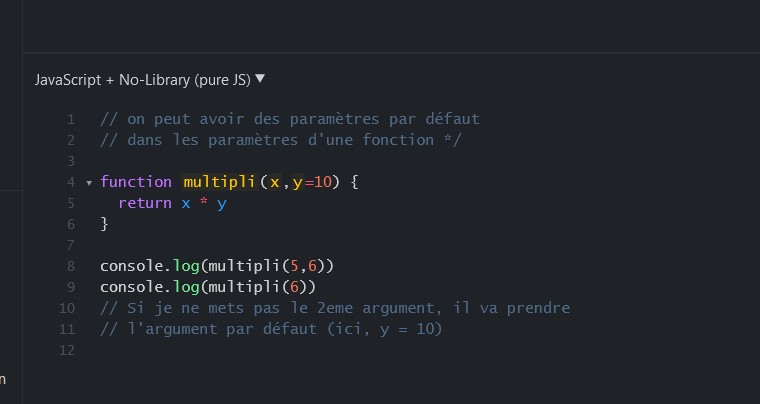 JavaScript + No-Library (pure JS) ▼
1 // on peut avoir des paramètres par défaut
2 // dans les paramètres d'une fonction */
3
4 ▾ function multipli(x,y=10) {
5 return x * y
6 }
7
8 console.log(multipli(5,6))
9 console.log(multipli(6))
10 // Si je ne mets pas le 2eme argument, il va prendre
11 // l'argument par défaut (ici, y = 10)
12